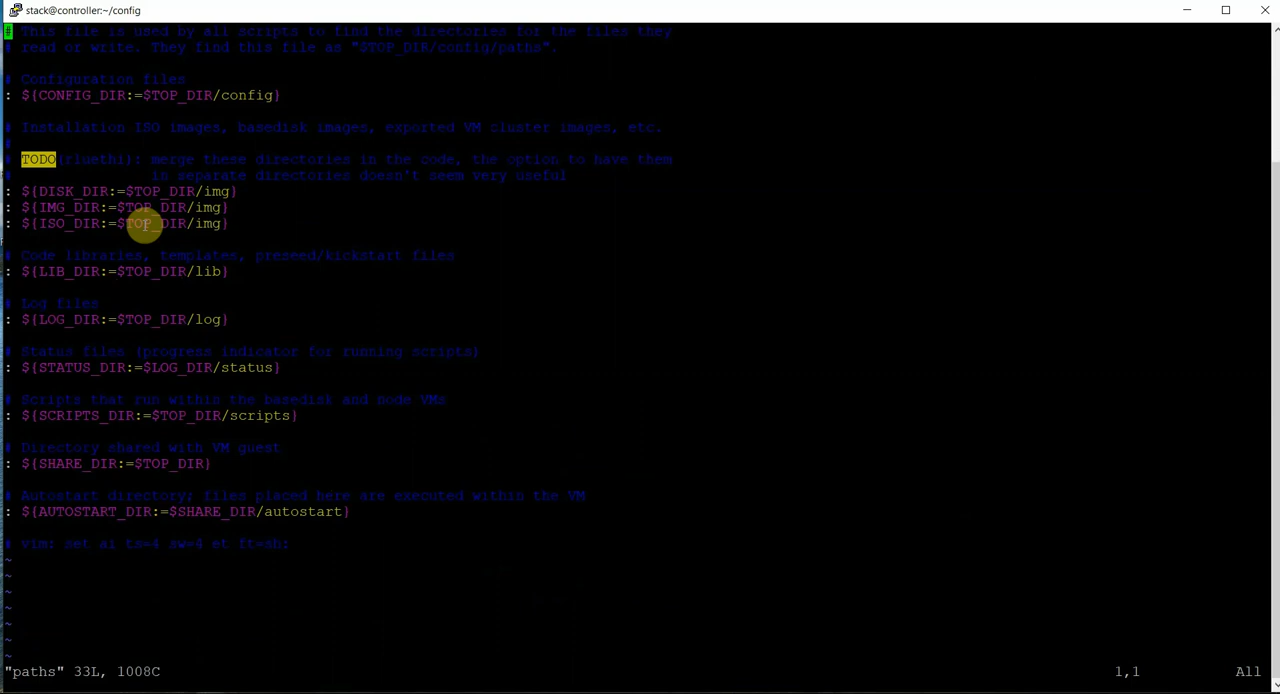 stack@controller:~/config
# This file is used by all scripts to find the directories for the files they
# read or write. They find this file as "$TOP_DIR/config/paths".
# Configuration files
: ${CONFIG_DIR:=$TOP_DIR/config}
# Installation ISO images, basedisk images, exported VM cluster images, etc.
#
# TODO(rluethi): merge these directories in the code, the option to have them
#                in separate directories doesn't seem very useful
: ${DISK_DIR:=$TOP_DIR/img}
: ${IMG_DIR:=$TOP_DIR/img}
: ${ISO_DIR:=$TOP_DIR/img}
# Code libraries, templates, preseed/kickstart files
: ${LIB_DIR:=$TOP_DIR/lib}
# Log files
: ${LOG_DIR:=$TOP_DIR/log}
# Status files (progress indicator for running scripts)
: ${STATUS_DIR:=$LOG_DIR/status}
# Scripts that run within the basedisk and node VMs
: ${SCRIPTS_DIR:=$TOP_DIR/scripts}
# Directory shared with VM guest
: ${SHARE_DIR:=$TOP_DIR}
# Autostart directory; files placed here are executed within the VM
: ${AUTOSTART_DIR:=$SHARE_DIR/autostart}
# vim: set ai ts=4 sw=4 et ft=sh:
~
~
~
~
~
~
~
"paths" 33L, 1008C 1,1 All